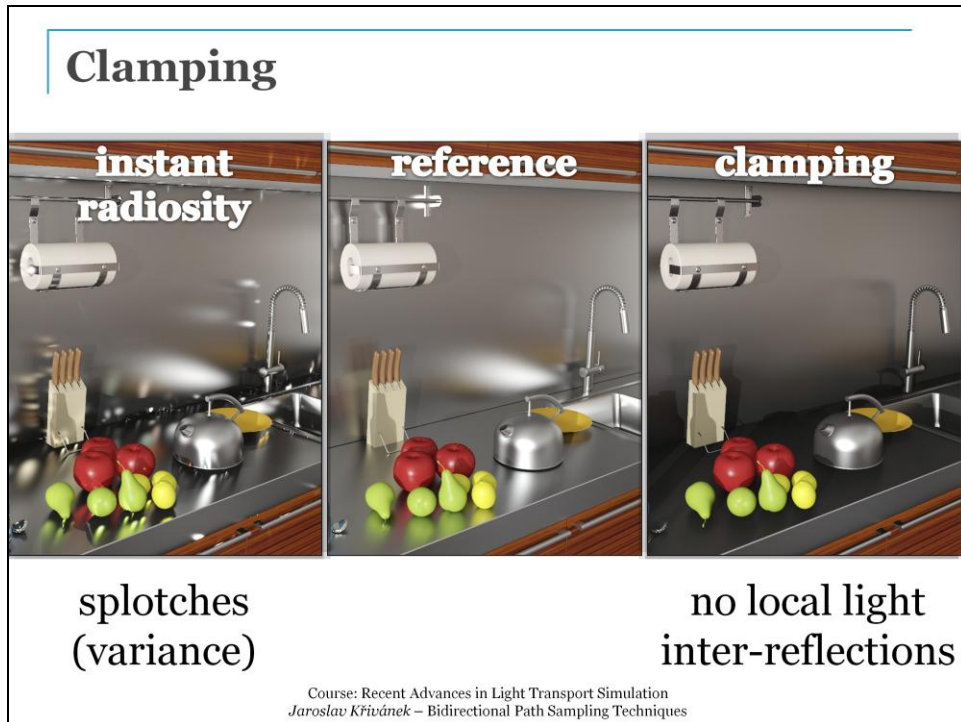 Clamping
instant
radiosity
reference
clamping
splotches
(variance)
no local light
inter-reflections
Course: Recent Advances in Light Transport Simulation
Jaroslav Křivánek – Bidirectional Path Sampling Techniques